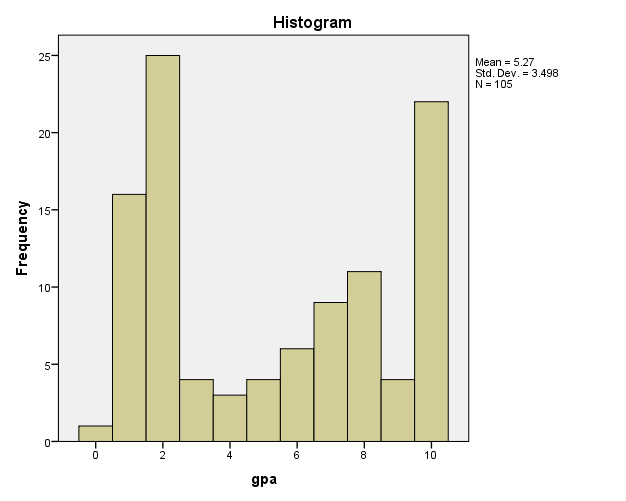 Histogram
Mean = 5.27
Std. Dev. = 3.498
N = 105
25
20
15
10
5
0
Frequency
0 2 4 6 8 10
gpa